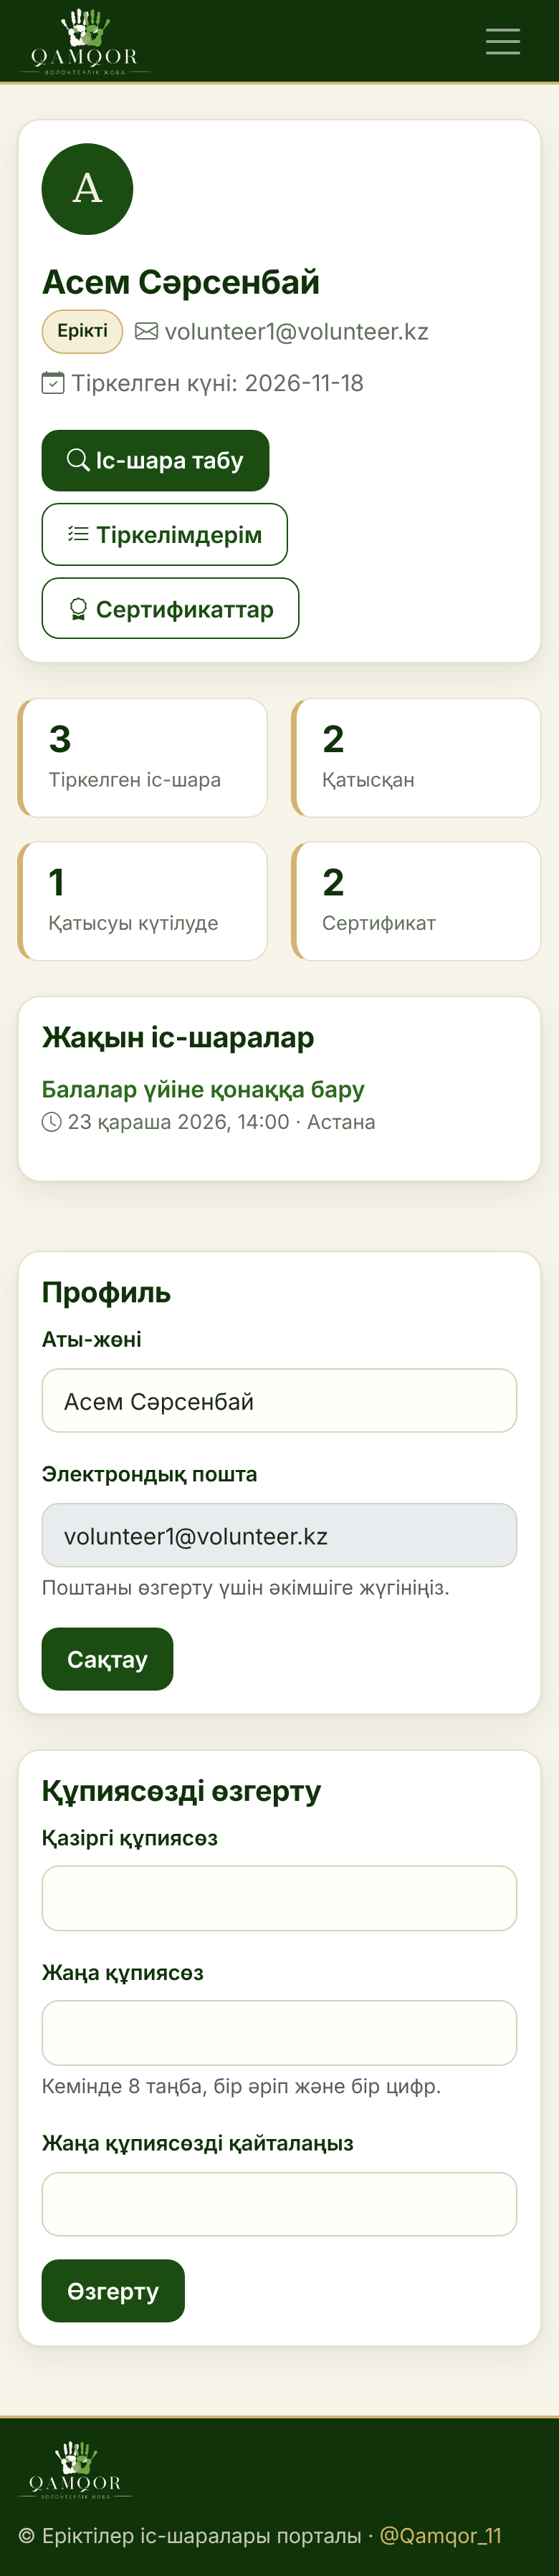 QAMQOR
ВОЛОНТЕРЛІК ЖОБА
A
Асем Сәрсенбай
Ерікті volunteer1@volunteer.kz
Тіркелген күні: 2026-11-18
Іс-шара табу
Тіркелімдерім
Сертификаттар
3
Тіркелген іс-шара
2
Қатысқан
1
Қатысуы күтілуде
2
Сертификат
Жақын іс-шаралар
Балалар үйіне қонаққа бару
23 қараша 2026, 14:00 · Астана
Профиль
Аты-жөні
Асем Сәрсенбай
Электрондық пошта
volunteer1@volunteer.kz
Поштаны өзгерту үшін әкімшіге жүгініңіз.
Сақтау
Құпиясөзді өзгерту
Қазіргі құпиясөз
Жаңа құпиясөз
Кемінде 8 таңба, бір әріп және бір цифр.
Жаңа құпиясөзді қайталаңыз
Өзгерту
QAMQOR
ВОЛОНТЕРЛІК ЖОБА
© Еріктілер іс-шаралары порталы · @Qamqor_11